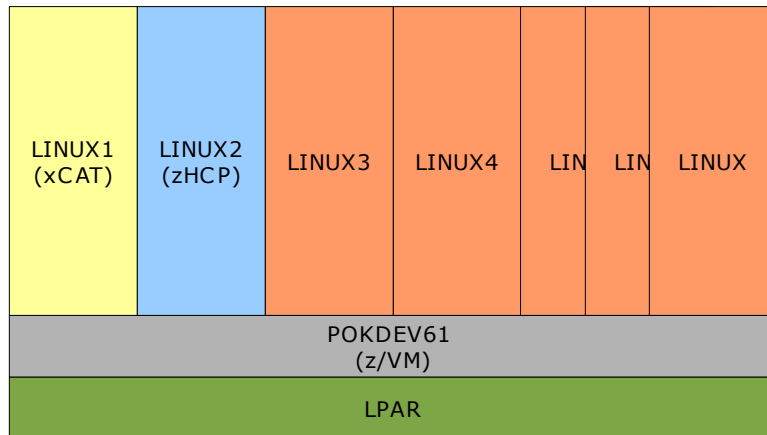 LINUX1
(xCAT)
LINUX2
(zHCP)
LINUX3
LINUX4
LIN
LIN
LINUX
POKDEV61
(z/VM)
LPAR